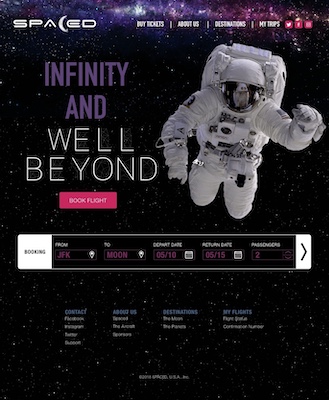 SPACED
BUY TICKETS | ABOUT US | DESTINATIONS | MY TRIPS
INFINITY
AND
WELL
BEYOND
BOOK FLIGHT
BOOKING
FROM TO DEPART DATE RETURN DATE PASSENGERS
JFK MOON 05/10 05/15 2
CONTACT ABOUT US DESTINATIONS MY FLIGHTS
Facebook Spaced The Moon Flight Status
Instagram The Aircraft The Planets Confirmation Number
Twitter Sponsors
Support
©2018 SPACED, U.S.A., Inc.